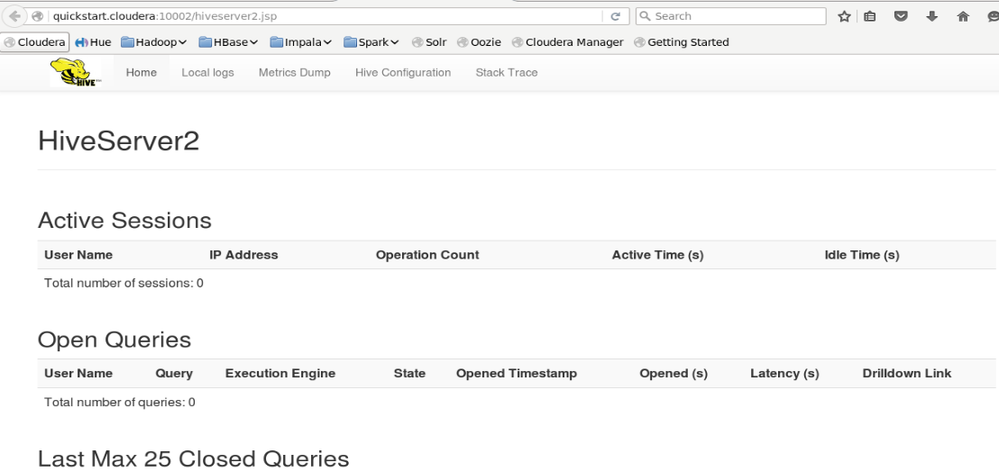 quickstart.cloudera:10002/hiveserver2.jsp Search
Cloudera Hue Hadoop HBase Impala Spark Solr Oozie Cloudera Manager Getting Started
HIVE™ Home Local logs Metrics Dump Hive Configuration Stack Trace
HiveServer2
Active Sessions
User Name IP Address Operation Count Active Time (s) Idle Time (s)
Total number of sessions: 0
Open Queries
User Name Query Execution Engine State Opened Timestamp Opened (s) Latency (s) Drilldown Link
Total number of queries: 0
Last Max 25 Closed Queries